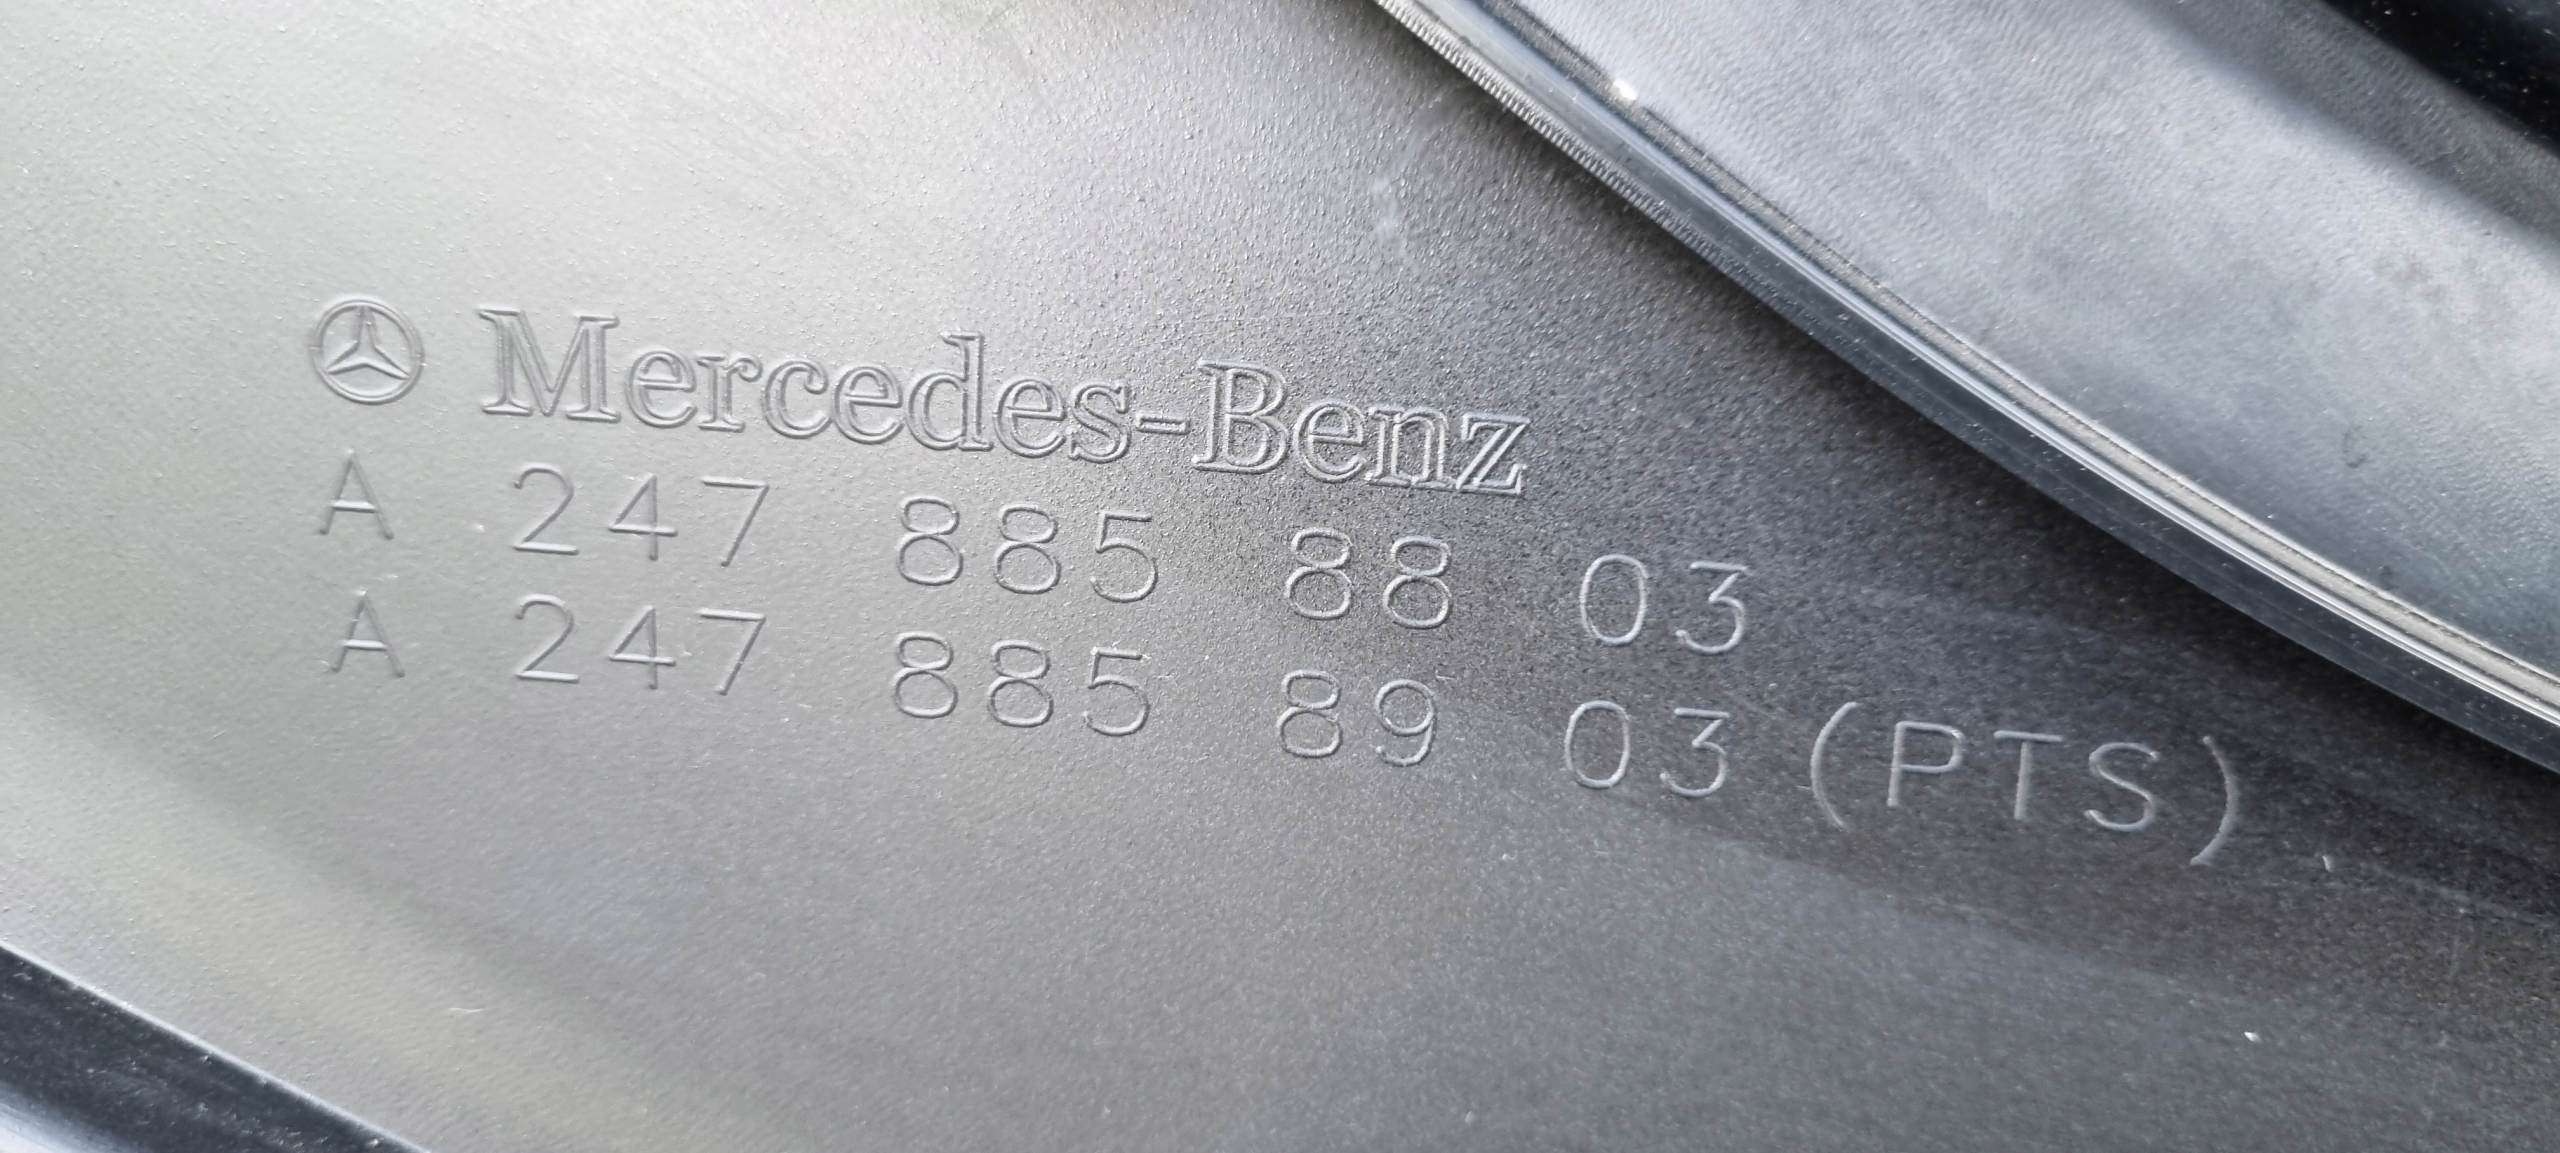 Mercedes-Benz
A 247 885 88 03
A 247 885 89 03 (PTS)